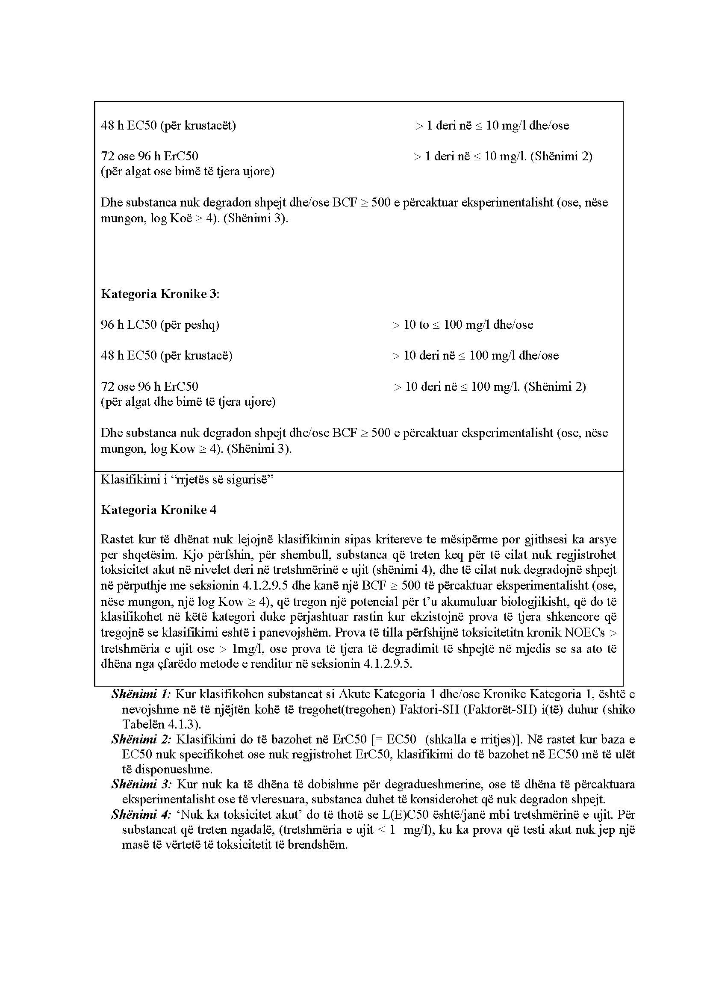 48 h EC50 (për krustacët) > 1 deri në ≤ 10 mg/l dhe/ose
72 ose 96 h ErC50 > 1 deri në ≤ 10 mg/l. (Shënimi 2)
(për algat ose bimë të tjera ujore)
Dhe substanca nuk degradon shpejt dhe/ose BCF ≥ 500 e përcaktuar eksperimentalisht (ose, nëse
mungon, log Koë ≥ 4). (Shënimi 3).
Kategoria Kronike 3:
96 h LC50 (për peshq) > 10 to ≤ 100 mg/l dhe/ose
48 h EC50 (për krustacë) > 10 deri në ≤ 100 mg/l dhe/ose
72 ose 96 h ErC50 > 10 deri në ≤ 100 mg/l. (Shënimi 2)
(për algat dhe bimë të tjera ujore)
Dhe substanca nuk degradon shpejt dhe/ose BCF ≥ 500 e përcaktuar eksperimentalisht (ose, nëse
mungon, log Kow ≥ 4). (Shënimi 3).
Klasifikimi i “rrjetës së sigurisë”
Kategoria Kronike 4
Rastet kur të dhënat nuk lejojnë klasifikimin sipas kritereve te mësipërme por gjithsesi ka arsye
per shqetësim. Kjo përfshin, për shembull, substanca që treten keq për të cilat nuk regjistrohet
toksicitet akut në nivelet deri në tretshmërinë e ujit (shënimi 4), dhe të cilat nuk degradojnë shpejt
në përputhje me seksionin 4.1.2.9.5 dhe kanë një BCF ≥ 500 të përcaktuar eksperimentalisht (ose,
nëse mungon, një log Kow ≥ 4), që tregon një potencial për t’u akumuluar biologjikisht, që do të
klasifikohet në këtë kategori duke përjashtuar rastin kur ekzistojnë prova të tjera shkencore që
tregojnë se klasifikimi eshtë i panevojshëm. Prova të tilla përfshijnë toksicitetitn kronik NOECs >
tretshmëria e ujit ose > 1mg/l, ose prova të tjera të degradimit të shpejtë në mjedis se sa ato të
dhëna nga çfarëdo metode e renditur në seksionin 4.1.2.9.5.
Shënimi 1: Kur klasifikohen substancat si Akute Kategoria 1 dhe/ose Kronike Kategoria 1, është e
nevojshme në të njëjtën kohë të tregohet(tregohen) Faktori-SH (Faktorët-SH) i(të) duhur (shiko
Tabelën 4.1.3).
Shënimi 2: Klasifikimi do të bazohet në ErC50 [= EC50 (shkalla e rritjes)]. Në rastet kur baza e
EC50 nuk specifikohet ose nuk regjistrohet ErC50, klasifikimi do të bazohet në EC50 më të ulët
të disponueshme.
Shënimi 3: Kur nuk ka të dhëna të dobishme për degradueshmerine, ose të dhëna të përcaktuara
eksperimentalisht ose të vleresuara, substanca duhet të konsiderohet që nuk degradon shpejt.
Shënimi 4: ‘Nuk ka toksicitet akut’ do të thotë se L(E)C50 është/janë mbi tretshmërinë e ujit. Për
substancat që treten ngadalë, (tretshmëria e ujit < 1 mg/l), ku ka prova që testi akut nuk jep një
masë të vërtetë të toksicitetit të brendshëm.